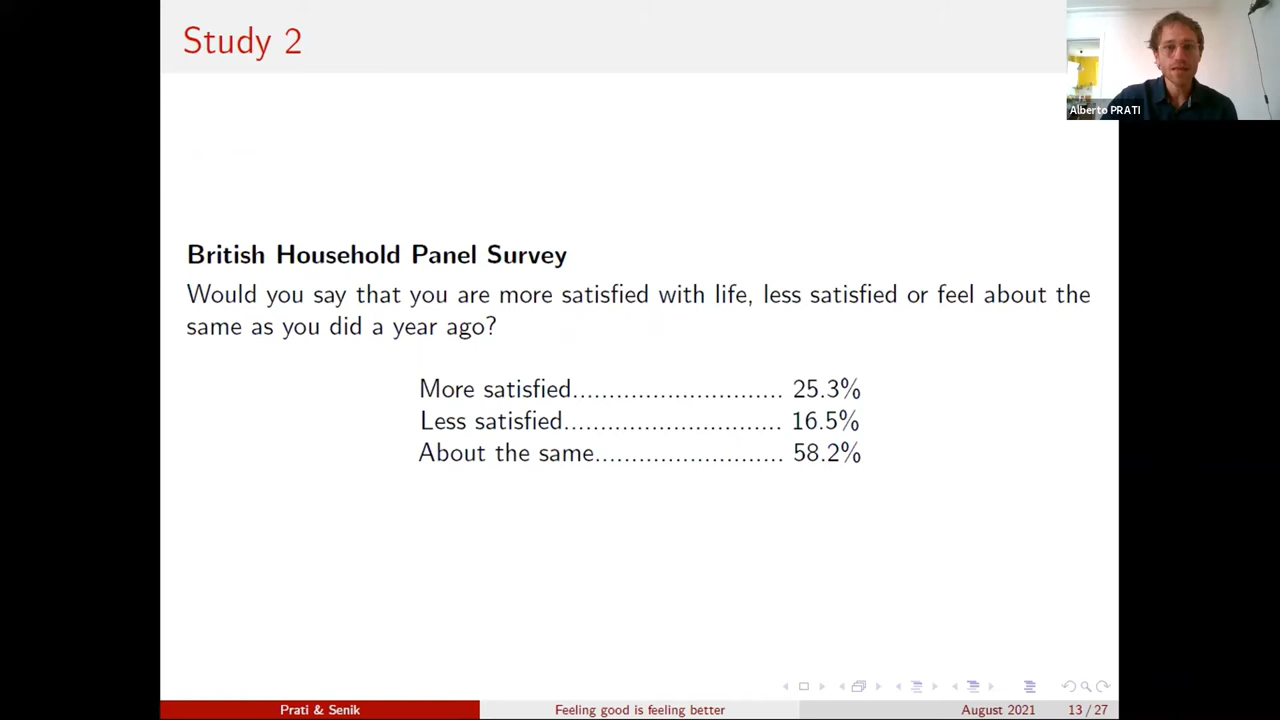 Study 2
Alberto PRATI
British Household Panel Survey
Would you say that you are more satisfied with life, less satisfied or feel about the
same as you did a year ago?
More satisfied............................ 25.3%
Less satisfied............................. 16.5%
About the same......................... 58.2%
Prati & Senik
Feeling good is feeling better
August 2021
13 / 27